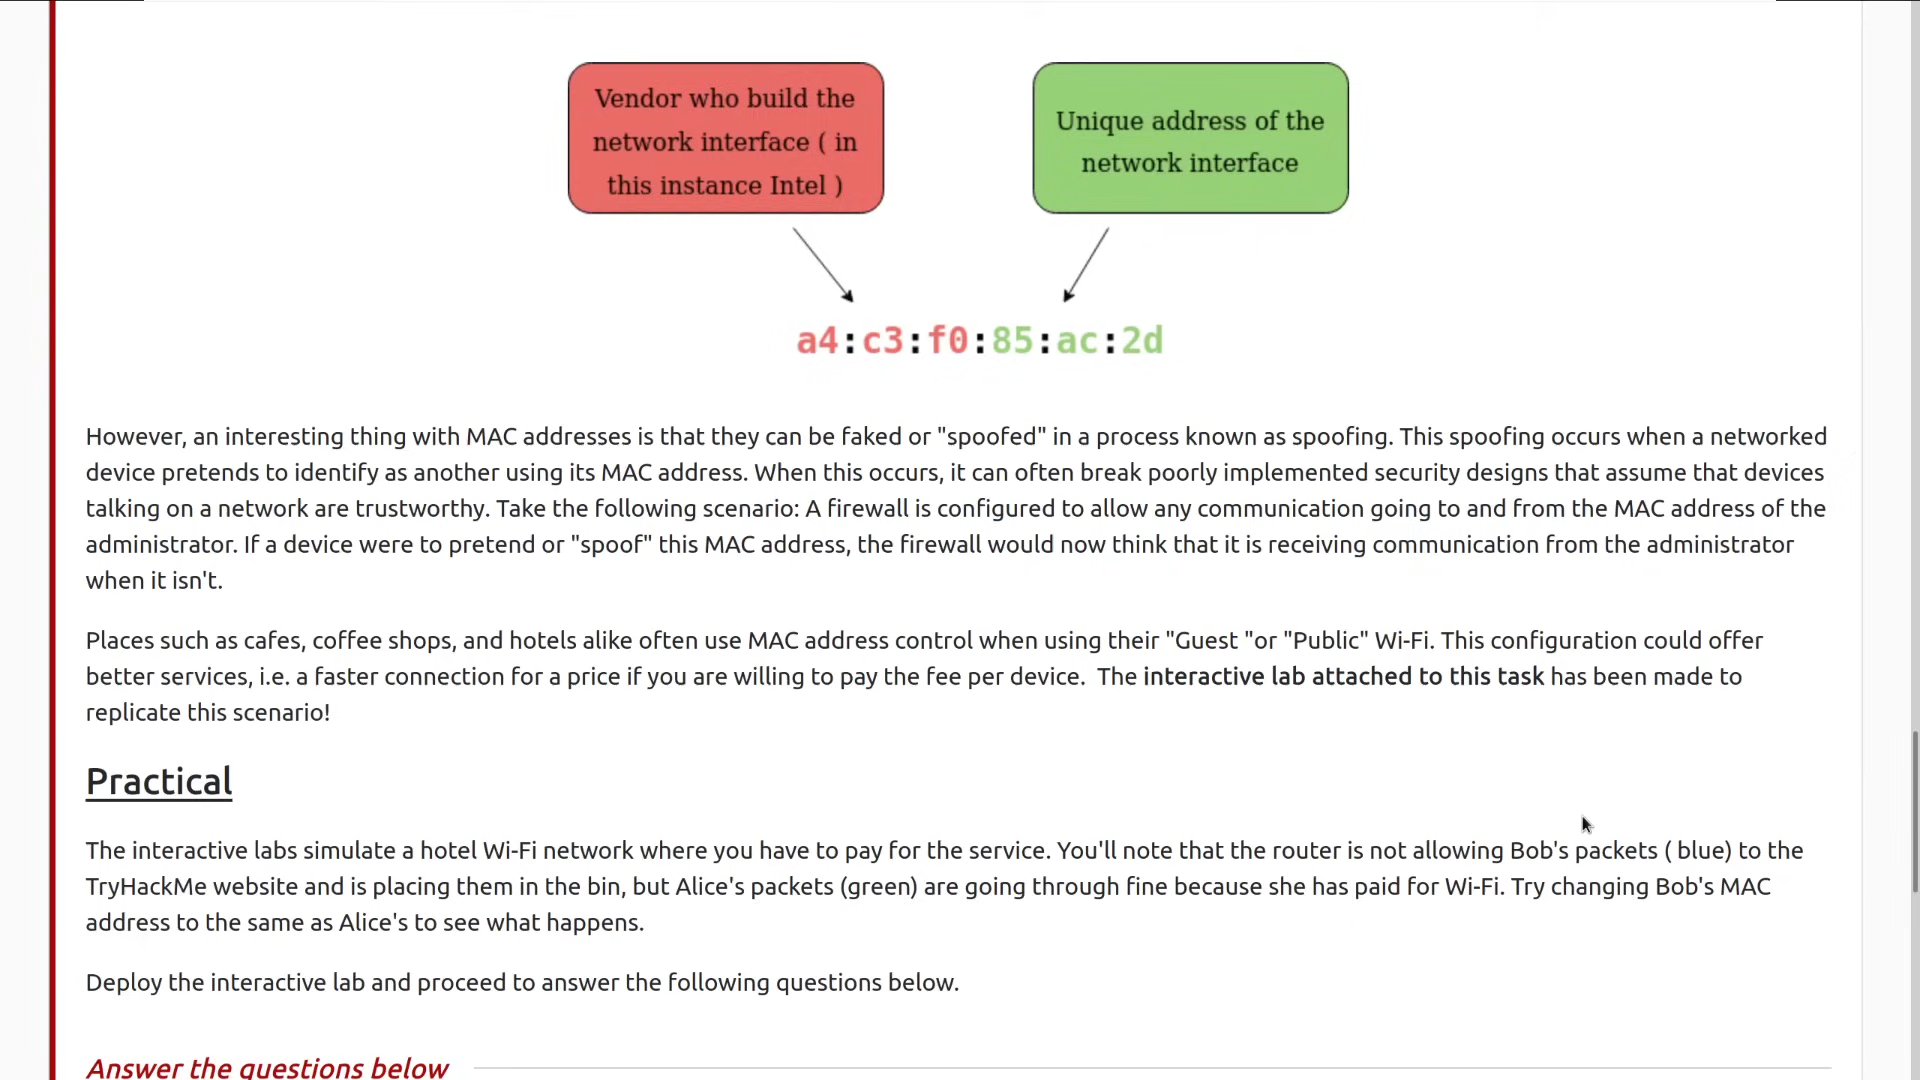 Vendor who build the
network interface ( in
this instance Intel )
Unique address of the
network interface
a4:c3:f0:85:ac:2d
However, an interesting thing with MAC addresses is that they can be faked or "spoofed" in a process known as spoofing. This spoofing occurs when a networked
device pretends to identify as another using its MAC address. When this occurs, it can often break poorly implemented security designs that assume that devices
talking on a network are trustworthy. Take the following scenario: A firewall is configured to allow any communication going to and from the MAC address of the
administrator. If a device were to pretend or "spoof" this MAC address, the firewall would now think that it is receiving communication from the administrator
when it isn't.
Places such as cafes, coffee shops, and hotels alike often use MAC address control when using their "Guest "or "Public" Wi-Fi. This configuration could offer
better services, i.e. a faster connection for a price if you are willing to pay the fee per device.  The interactive lab attached to this task has been made to
replicate this scenario!
Practical
The interactive labs simulate a hotel Wi-Fi network where you have to pay for the service. You'll note that the router is not allowing Bob's packets ( blue) to the
TryHackMe website and is placing them in the bin, but Alice's packets (green) are going through fine because she has paid for Wi-Fi. Try changing Bob's MAC
address to the same as Alice's to see what happens.
Deploy the interactive lab and proceed to answer the following questions below.
Answer the questions below